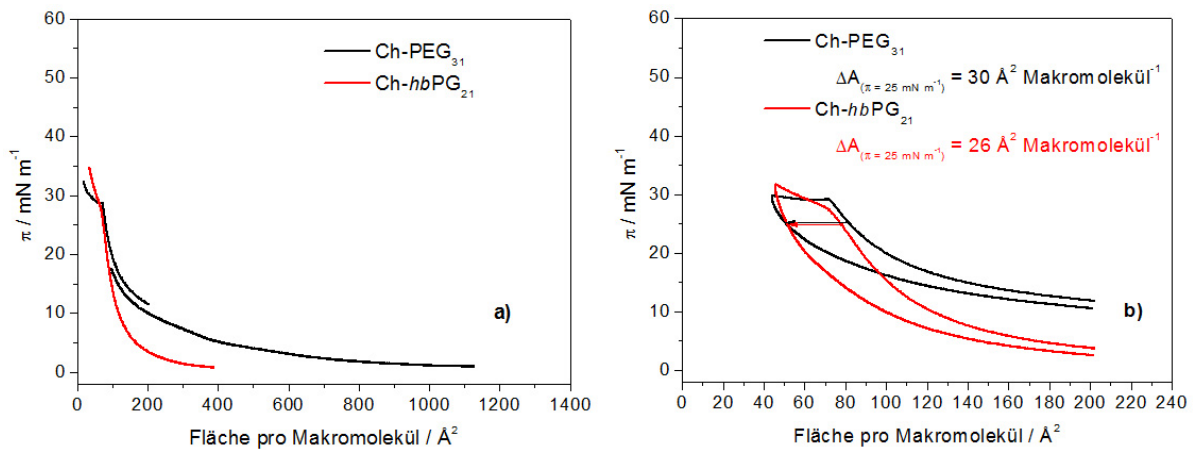 60
50
40
30
20
10
0
π / mN m⁻¹
Ch-PEG₃₁
Ch-hbPG₂₁
a)
0 200 400 600 800 1000 1200 1400
Fläche pro Makromolekül / Å²
60
50
40
30
20
10
0
π / mN m⁻¹
Ch-PEG₃₁
ΔA(π = 25 mN m⁻¹) = 30 Å² Makromolekül⁻¹
Ch-hbPG₂₁
ΔA(π = 25 mN m⁻¹) = 26 Å² Makromolekül⁻¹
b)
0 20 40 60 80 100 120 140 160 180 200 220 240
Fläche pro Makromolekül / Å²